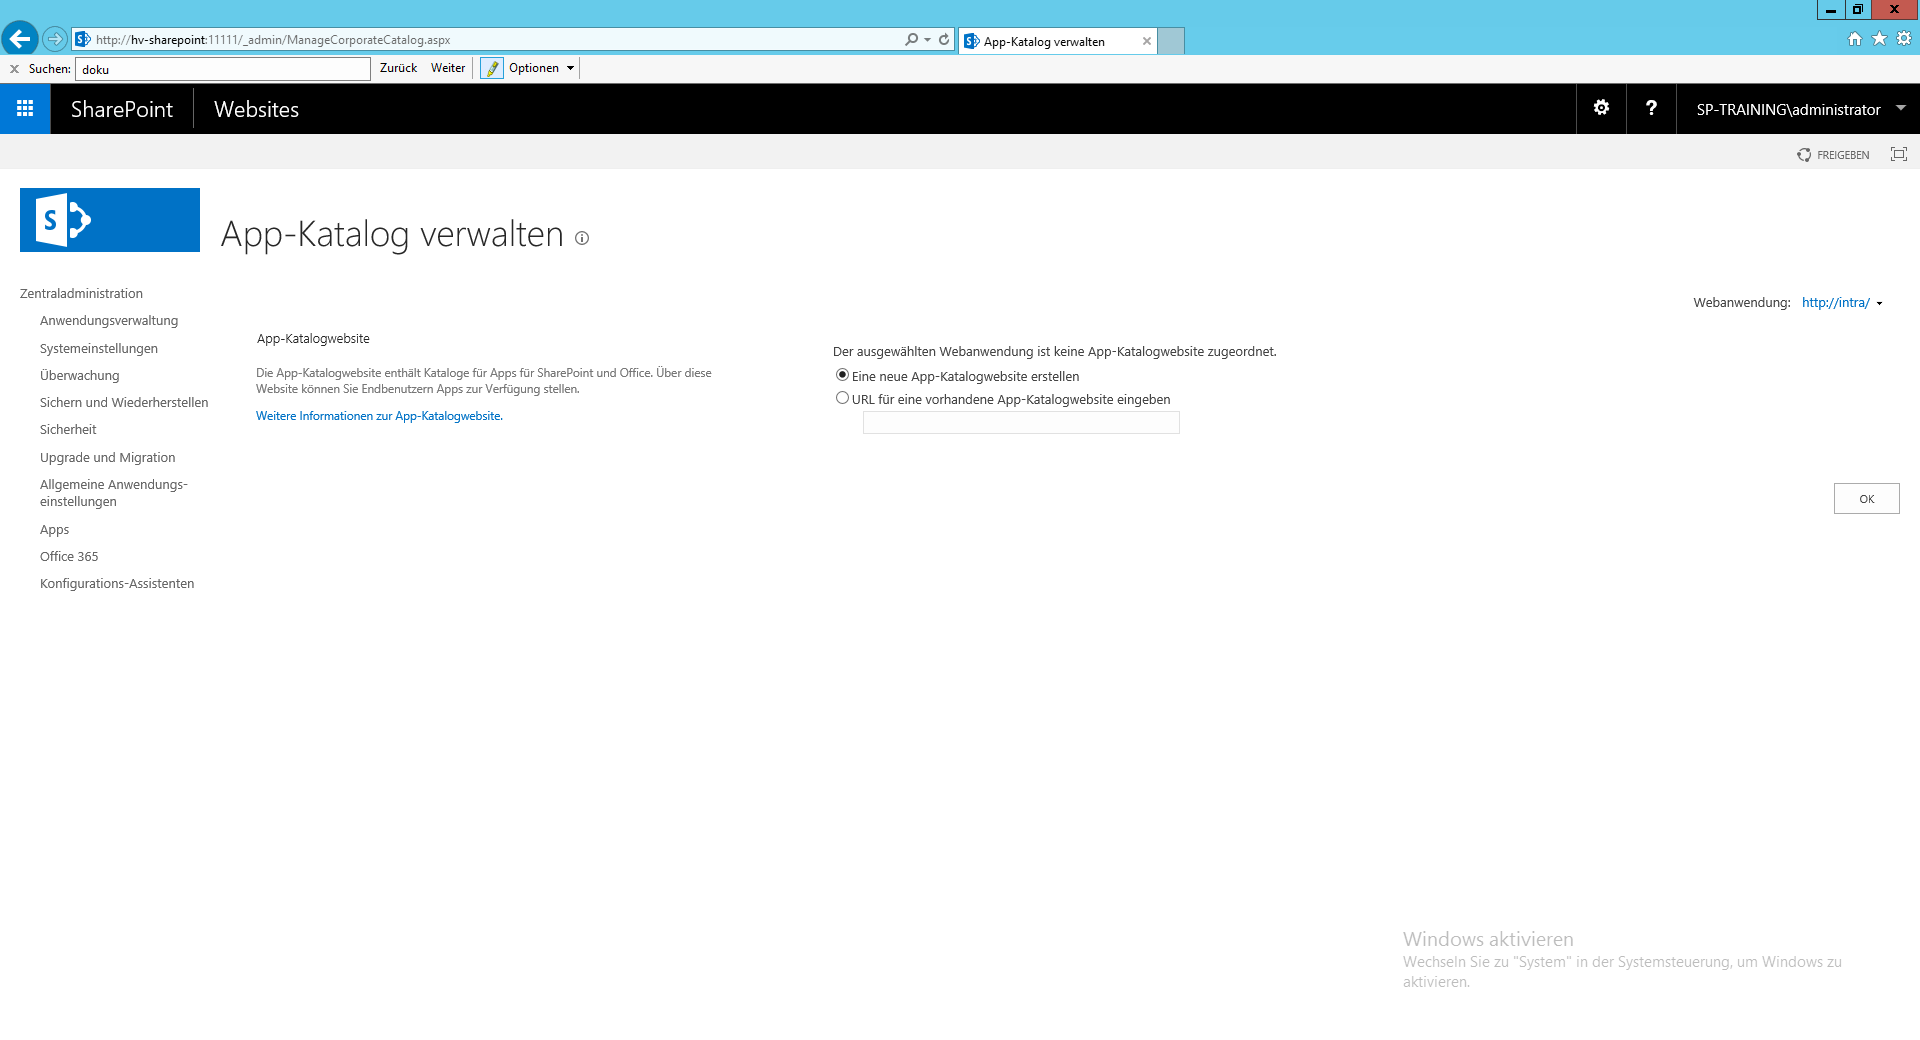 http://hv-sharepoint:11111/_admin/ManageCorporateCatalog.aspx
App-Katalog verwalten
Suchen: doku Zurück Weiter Optionen
SharePoint Websites ? SP-TRAINING\administrator
FREIGEBEN
S
App-Katalog verwalten
Zentraladministration
Anwendungsverwaltung
Systemeinstellungen
Überwachung
Sichern und Wiederherstellen
Sicherheit
Upgrade und Migration
Allgemeine Anwendungs-
einstellungen
Apps
Office 365
Konfigurations-Assistenten
Webanwendung: http://intra/
App-Katalogwebsite
Die App-Katalogwebsite enthält Kataloge für Apps für SharePoint und Office. Über diese
Website können Sie Endbenutzern Apps zur Verfügung stellen.
Weitere Informationen zur App-Katalogwebsite.
Der ausgewählten Webanwendung ist keine App-Katalogwebsite zugeordnet.
Eine neue App-Katalogwebsite erstellen
URL für eine vorhandene App-Katalogwebsite eingeben
OK
Windows aktivieren
Wechseln Sie zu "System" in der Systemsteuerung, um Windows zu
aktivieren.